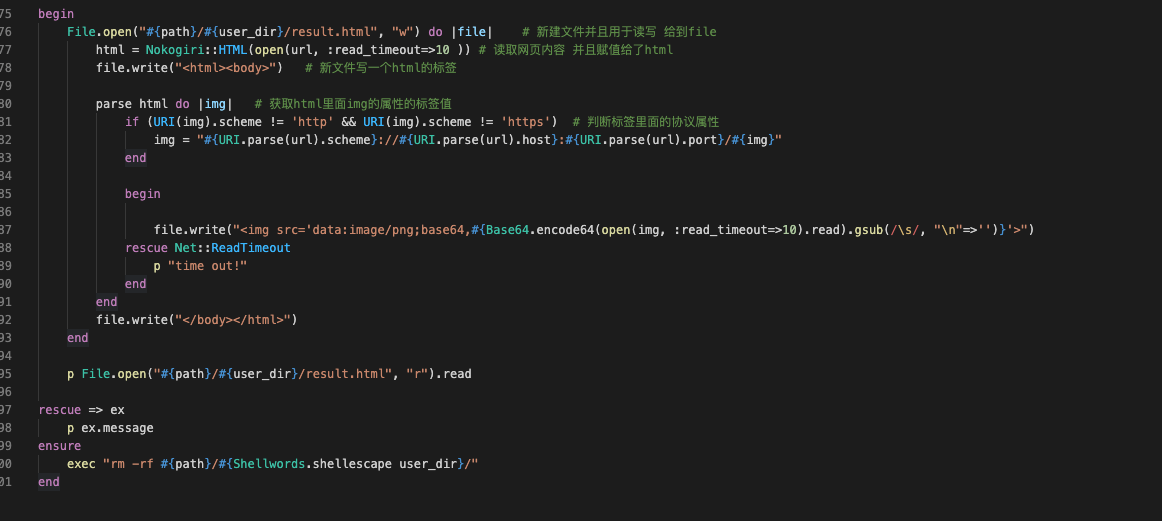 75 begin
76     File.open("#{path}/#{user_dir}/result.html", "w") do |file|    # 新建文件并且用于读写 给到file
77         html = Nokogiri::HTML(open(url, :read_timeout=>10 )) # 读取网页内容 并且赋值给了html
78         file.write("<html><body>")   # 新文件写一个html的标签
79
80         parse html do |img|   # 获取html里面img的属性的标签值
81             if (URI(img).scheme != 'http' && URI(img).scheme != 'https')  # 判断标签里面的协议属性
82                 img = "#{URI.parse(url).scheme}://#{URI.parse(url).host}:#{URI.parse(url).port}/#{img}"
83             end
84
85             begin
86
87                 file.write("<img src='data:image/png;base64,#{Base64.encode64(open(img, :read_timeout=>10).read).gsub(/\s/, "\n"=>'')}'>")
88             rescue Net::ReadTimeout
89                 p "time out!"
90             end
91         end
92         file.write("</body></html>")
93     end
94
95     p File.open("#{path}/#{user_dir}/result.html", "r").read
96
97 rescue => ex
98     p ex.message
99 ensure
00     exec "rm -rf #{path}/#{Shellwords.shellescape user_dir}/"
01 end